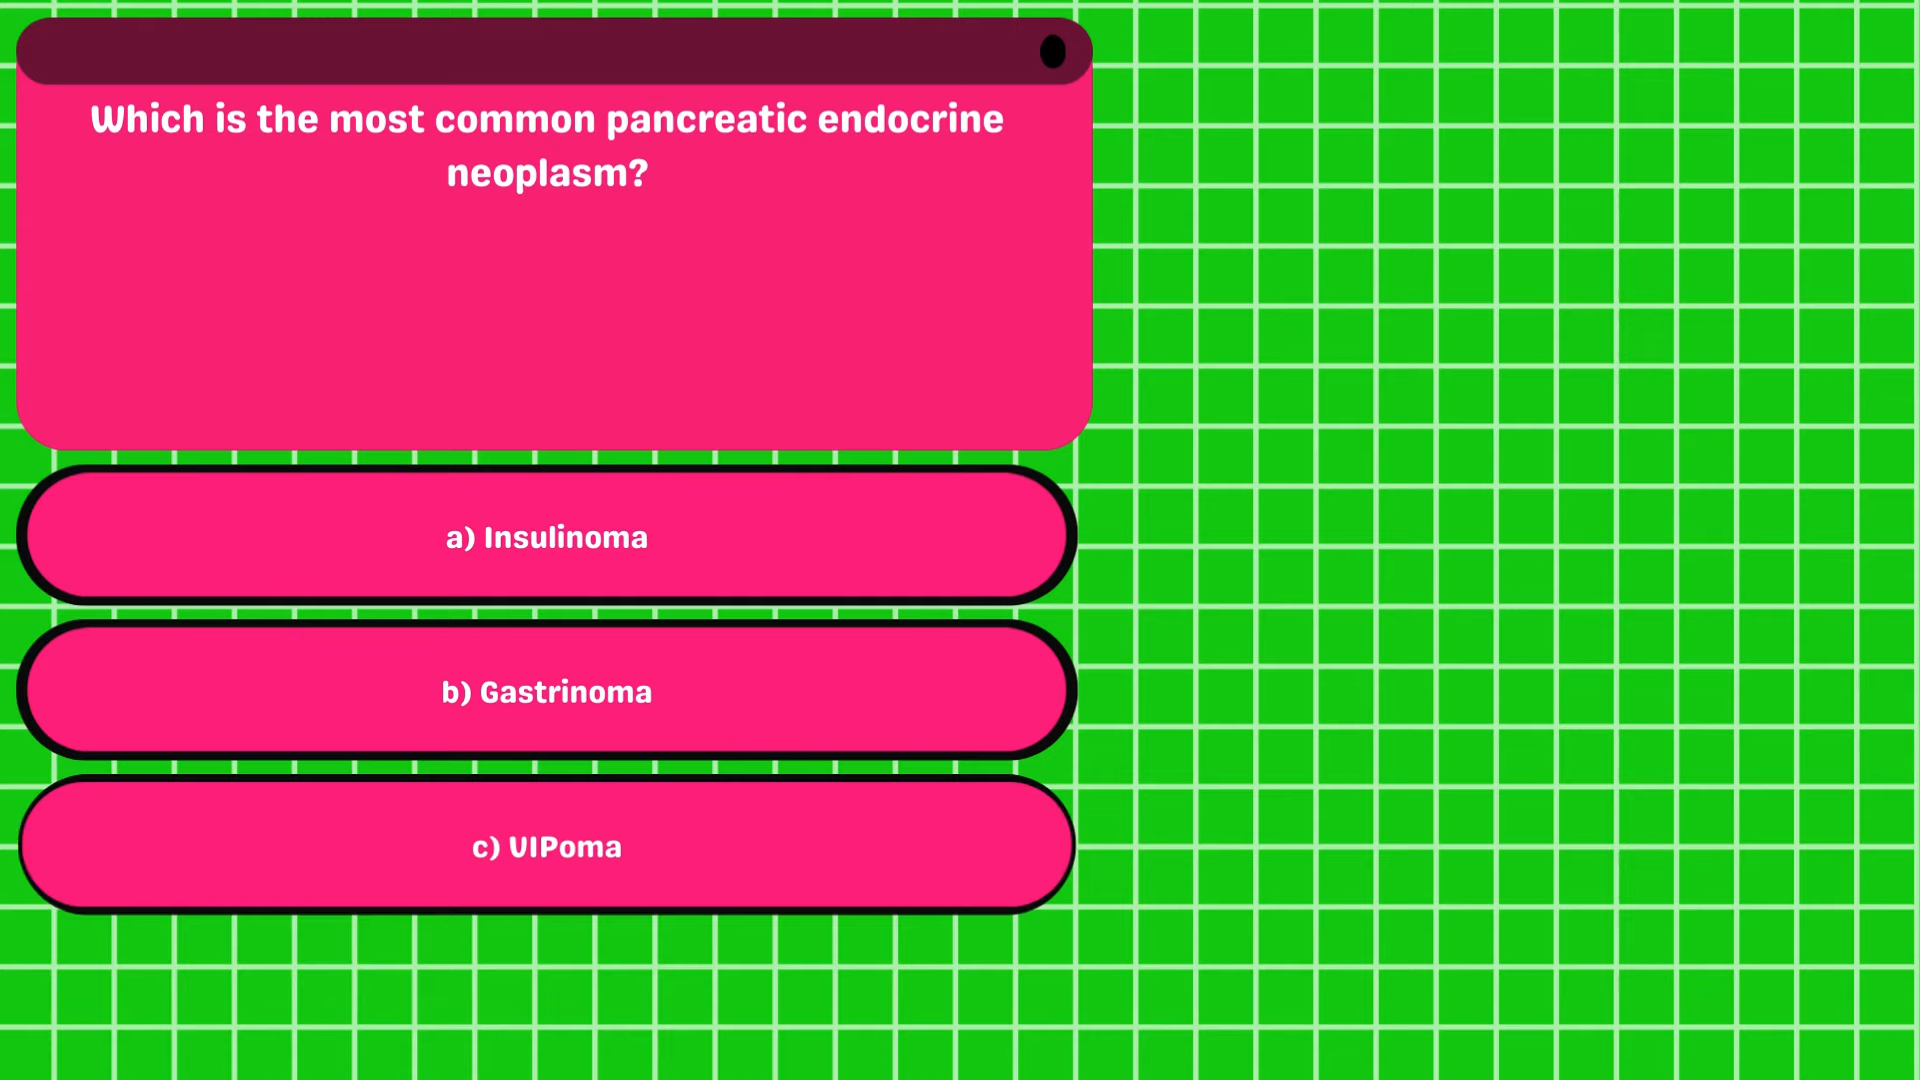 Which is the most common pancreatic endocrine
neoplasm?
a) Insulinoma
b) Gastrinoma
c) VIPoma